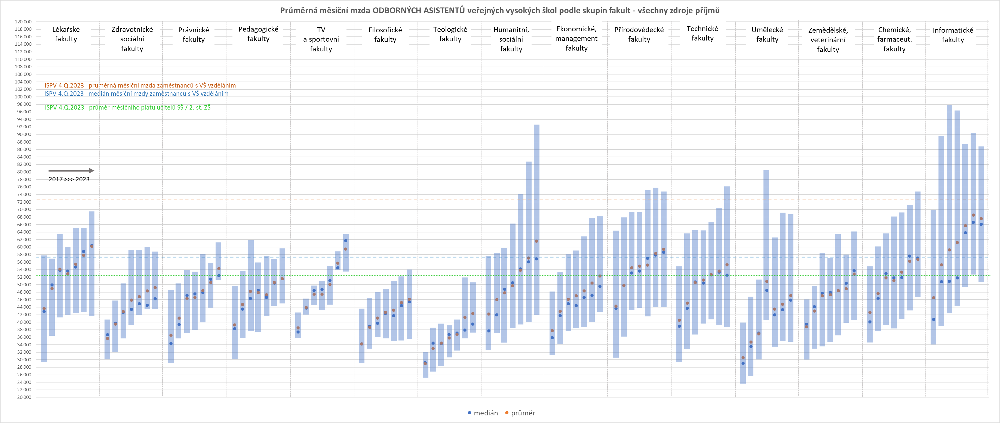 Průměrná měsíční mzda ODBORNÝCH ASISTENTŮ veřejných vysokých škol podle skupin fakult - všechny zdroje příjmů
120 000
118 000
116 000
114 000
112 000
110 000
108 000
106 000
104 000
102 000
100 000
98 000
96 000
94 000
92 000
90 000
88 000
86 000
84 000
82 000
80 000
78 000
76 000
74 000
72 000
70 000
68 000
66 000
64 000
62 000
60 000
58 000
56 000
54 000
52 000
50 000
48 000
46 000
44 000
42 000
40 000
38 000
36 000
34 000
32 000
30 000
28 000
26 000
24 000
22 000
20 000
Lékařské
fakulty
Zdravotnické
sociální
fakulty
Právnické
fakulty
Pedagogické
fakulty
TV
a sportovní
fakulty
Filosofické
fakulty
Teologické
fakulty
Humanitní,
sociální
fakulty
Ekonomické,
management
fakulty
Přírodovědecké
fakulty
Technické
fakulty
Umělecké
fakulty
Zemědělské,
veterinární
fakulty
Chemické,
farmaceut.
fakulty
Informatické
fakulty
ISPV 4.Q.2023 - průměrná měsíční mzda zaměstnanců s VŠ vzděláním
ISPV 4.Q.2023 - medián měsíční mzdy zaměstnanců s VŠ vzděláním
ISPV 4.Q.2023 - průměr měsíčního platu učitelů SŠ / 2. st. ZŠ
2017 >>> 2023
medián
průměr